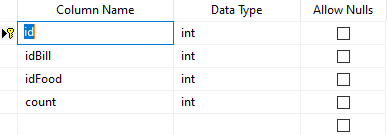 Column Name Data Type Allow Nulls
id int
idBill int
idFood int
count int